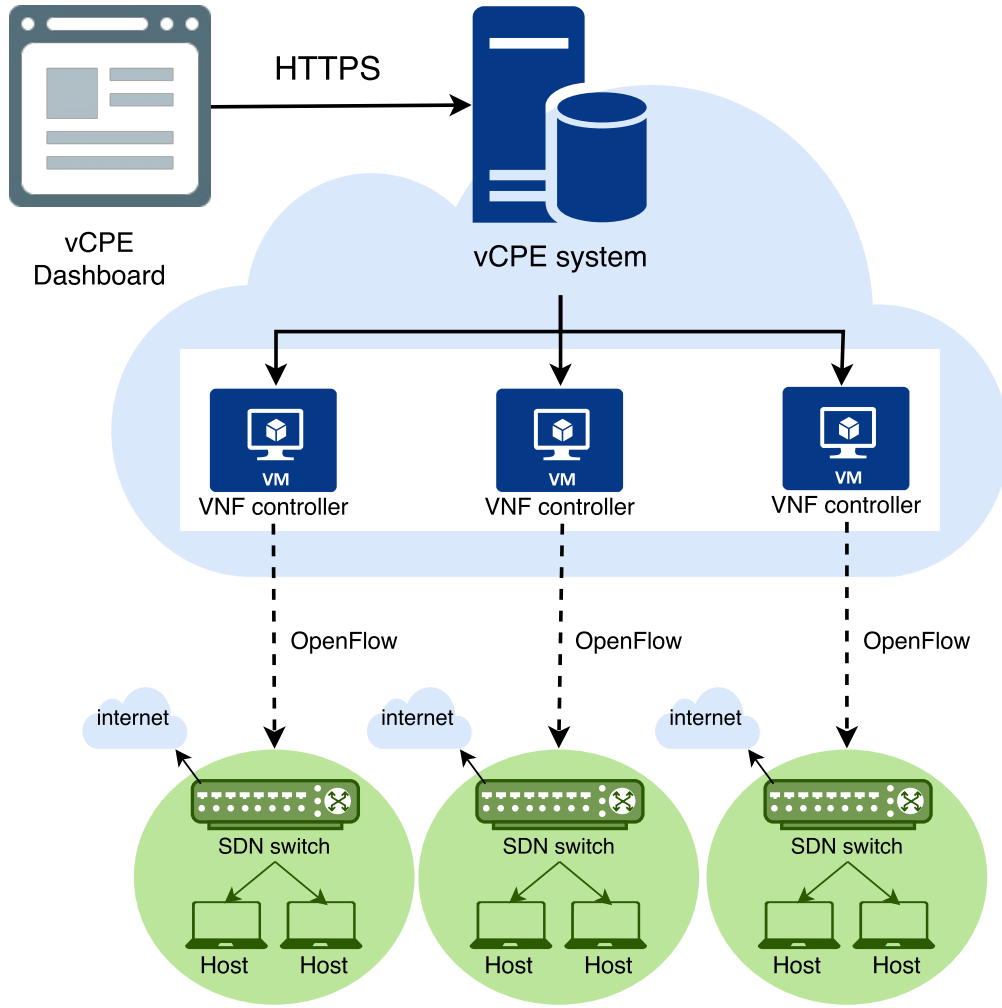 HTTPS
vCPE
Dashboard
vCPE system
VM
VNF controller
VM
VNF controller
VM
VNF controller
OpenFlow
OpenFlow
OpenFlow
internet
internet
internet
SDN switch
SDN switch
SDN switch
Host
Host
Host
Host
Host
Host